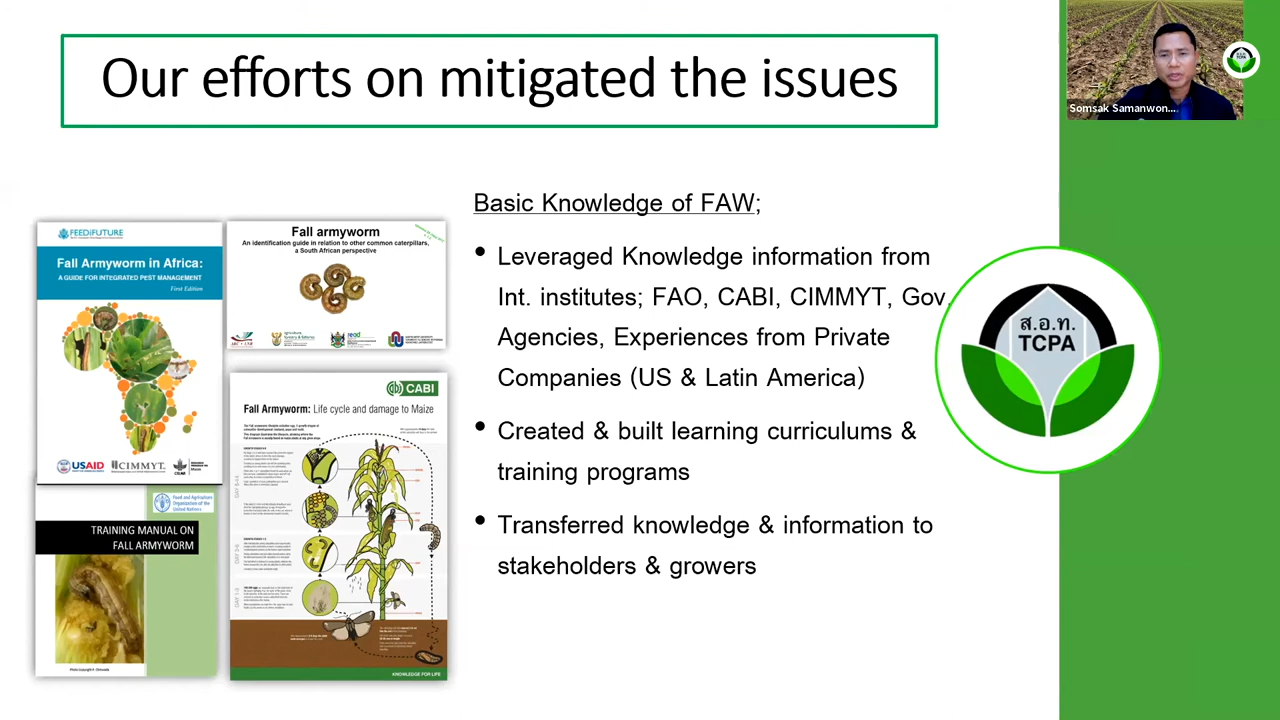 Our efforts on mitigated the issues
Somsak Samanwon...
ส.อ.ท.
TCPA
Basic Knowledge of FAW;
• Leveraged Knowledge information from
Int. institutes; FAO, CABI, CIMMYT, Gov.
Agencies, Experiences from Private
Companies (US & Latin America)
• Created & built learning curriculums &
training programs
• Transferred knowledge & information to
stakeholders & growers
ส.อ.ท.
TCPA
FEEDIFUTURE
Fall Armyworm in Africa:
A GUIDE FOR INTEGRATED PEST MANAGEMENT
First Edition
USAID
CIMMYT
Fall armyworm
An identification guide in relation to other common caterpillars,
a South African perspective
CABI
Fall Armyworm: Life cycle and damage to Maize
KNOWLEDGE FOR LIFE
Food and Agriculture
Organization of the
United Nations
TRAINING MANUAL ON
FALL ARMYWORM